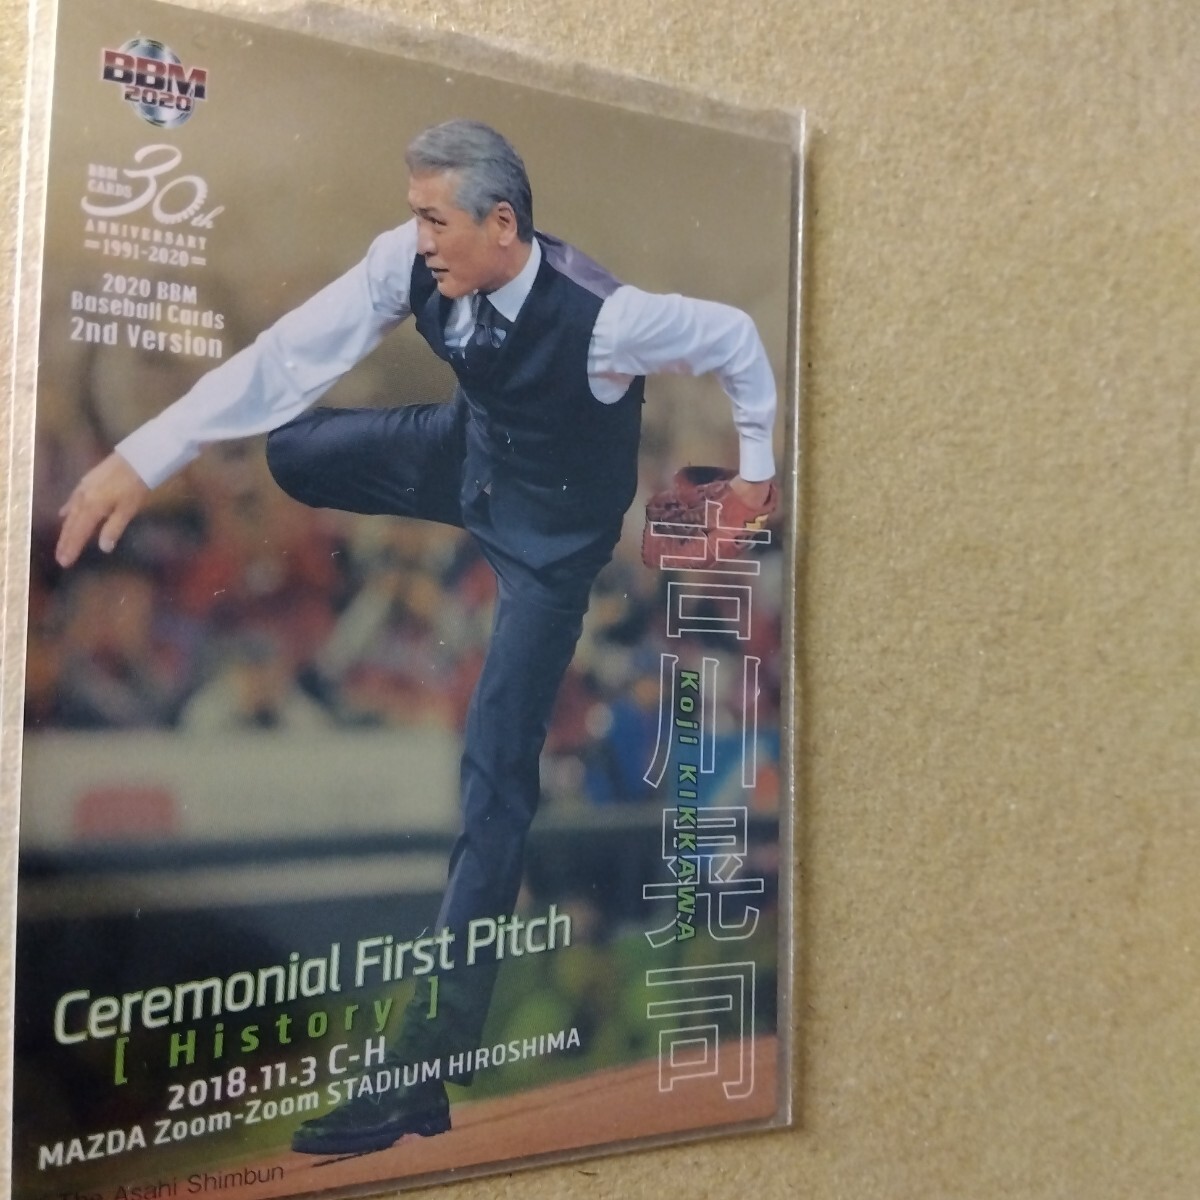 BBM
2020
BBM
CARDS
30th
ANNIVERSARY
=1991-2020=
2020 BBM
Baseball Cards
2nd Version
吉川晃司
Koji KIKKAWA
Ceremonial First Pitch
[ History ]
2018.11.3 C-H
MAZDA Zoom-Zoom STADIUM HIROSHIMA
The Asahi Shimbun